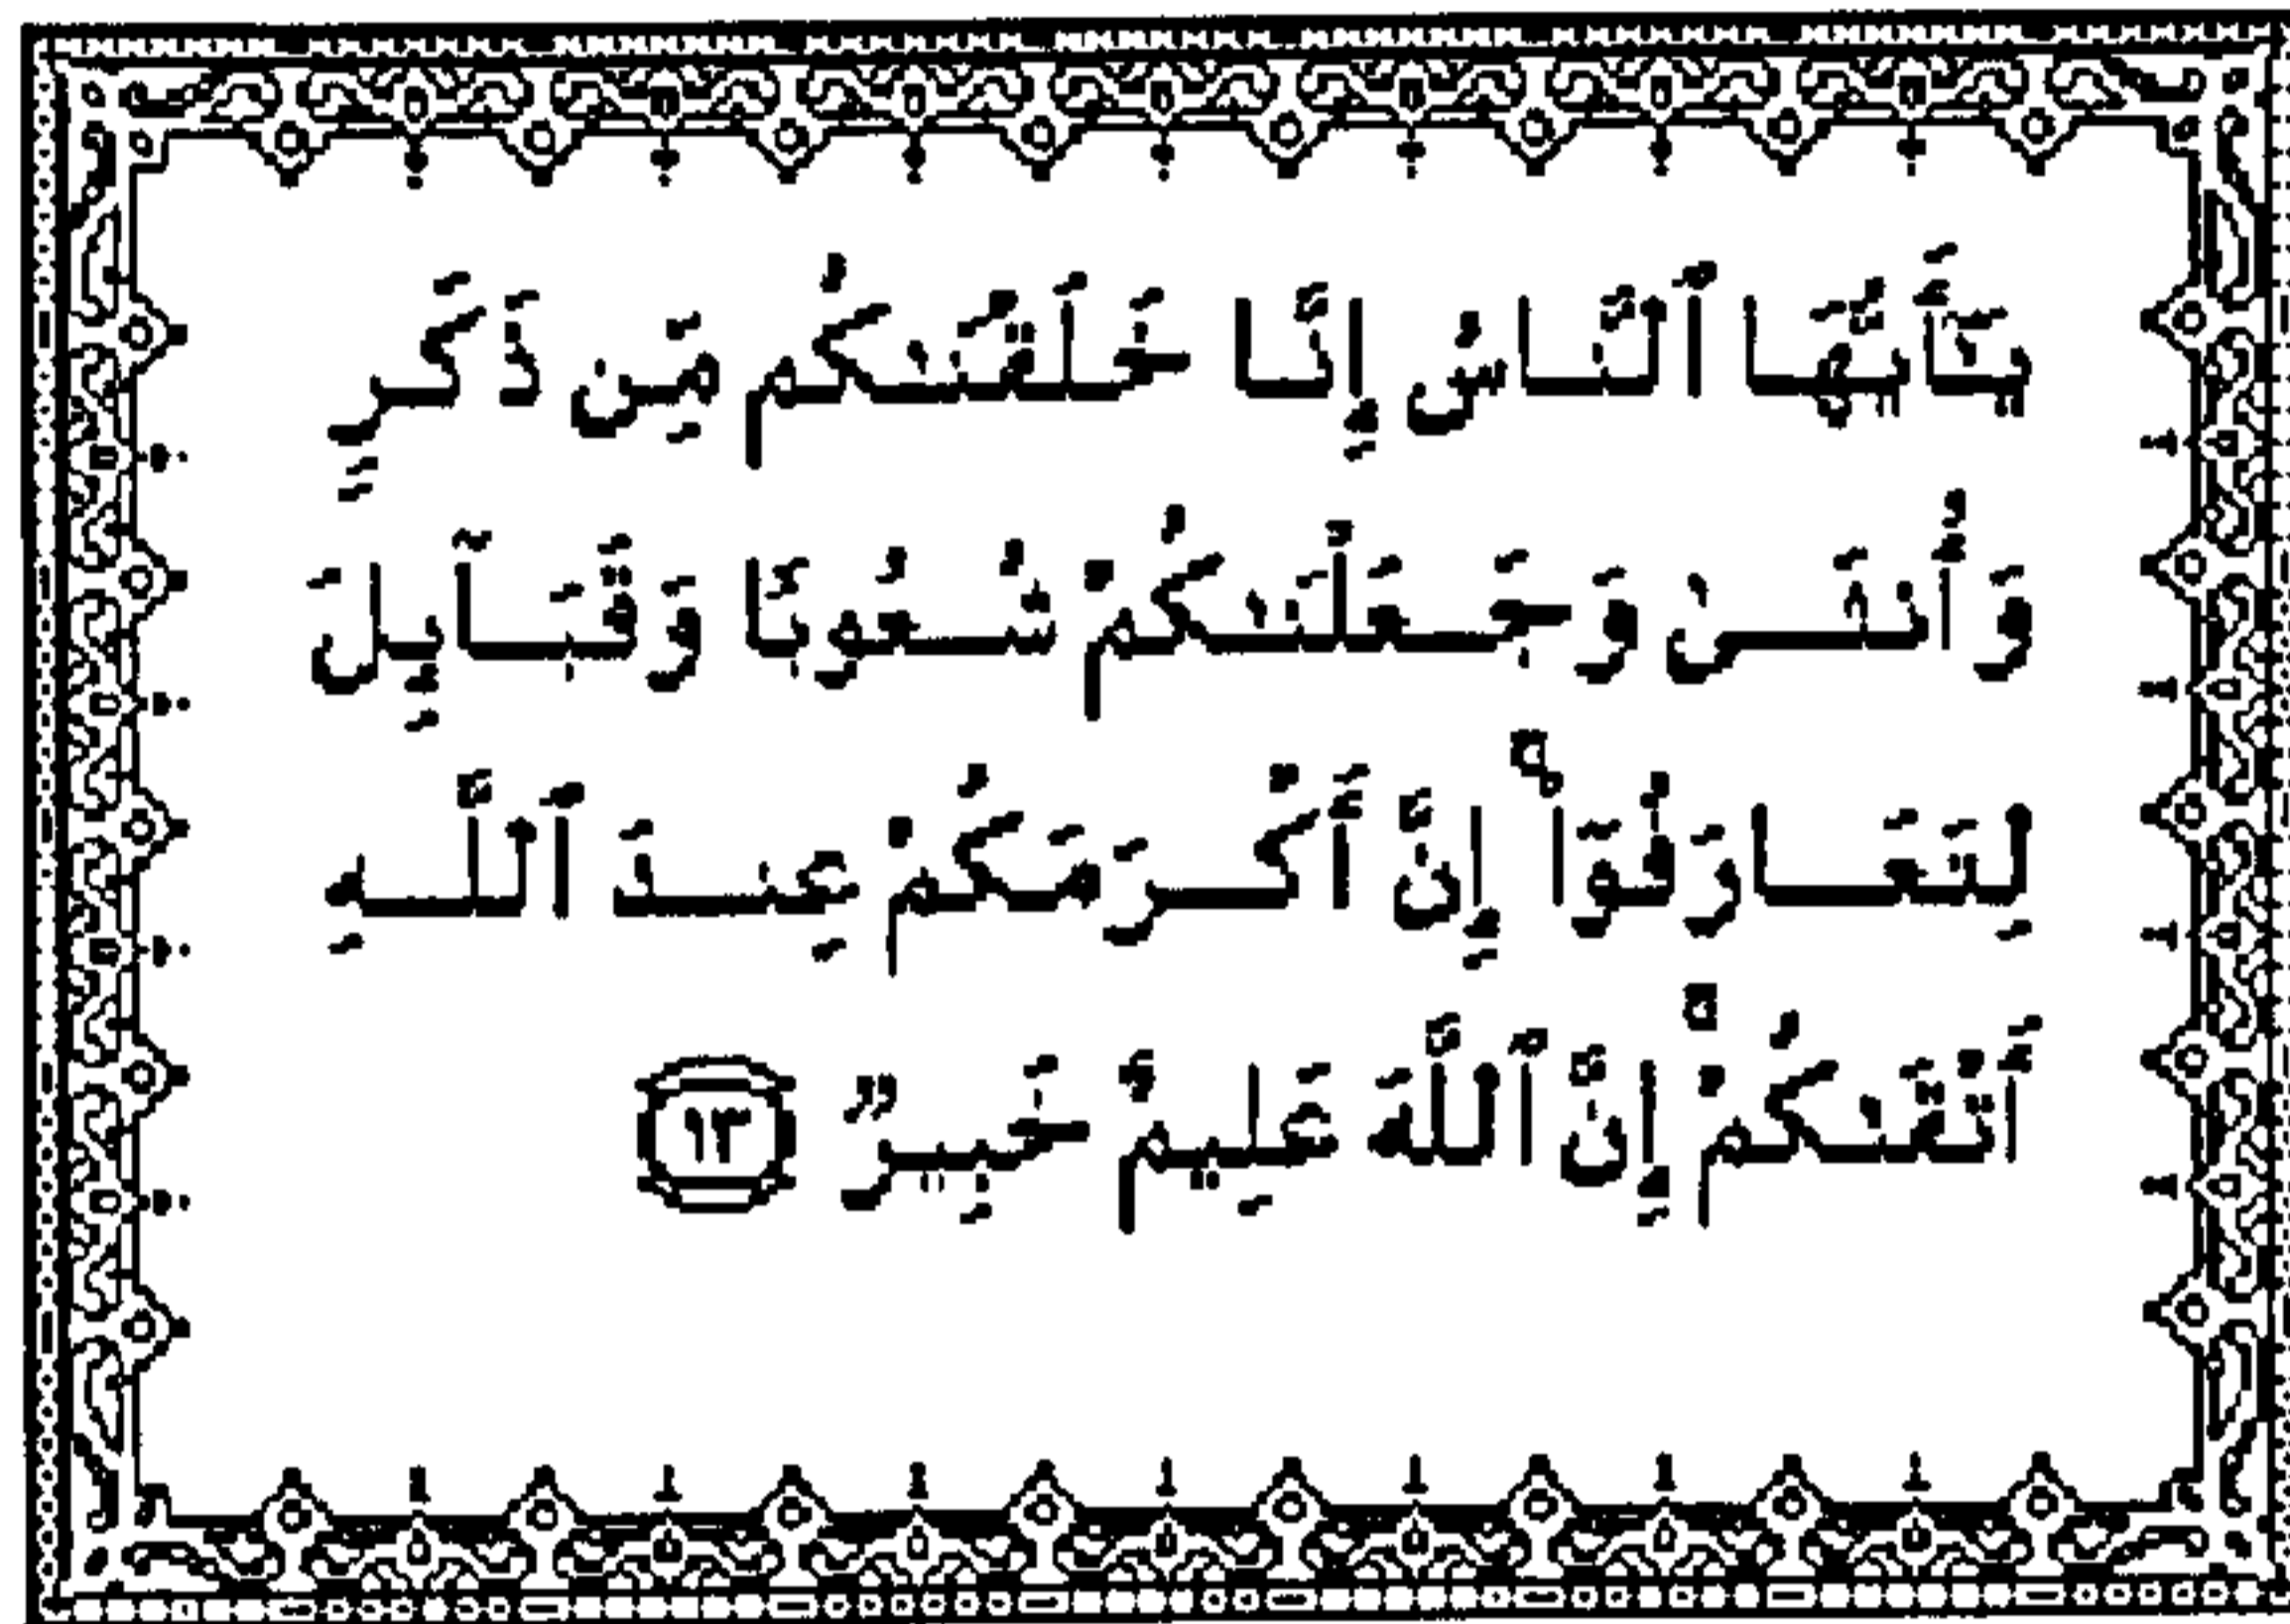 يَٰٓأَيُّهَا ٱلنَّاسُ إِنَّا خَلَقْنَٰكُم مِّن ذَكَرٍ
وَأُنثَىٰ وَجَعَلْنَٰكُمْ شُعُوبًا وَقَبَآئِلَ
لِتَعَارَفُوٓا۟ ۚ إِنَّ أَكْرَمَكُمْ عِندَ ٱللَّهِ
أَتْقَىٰكُمْ ۚ إِنَّ ٱللَّهَ عَلِيمٌ خَبِيرٌ ١٣